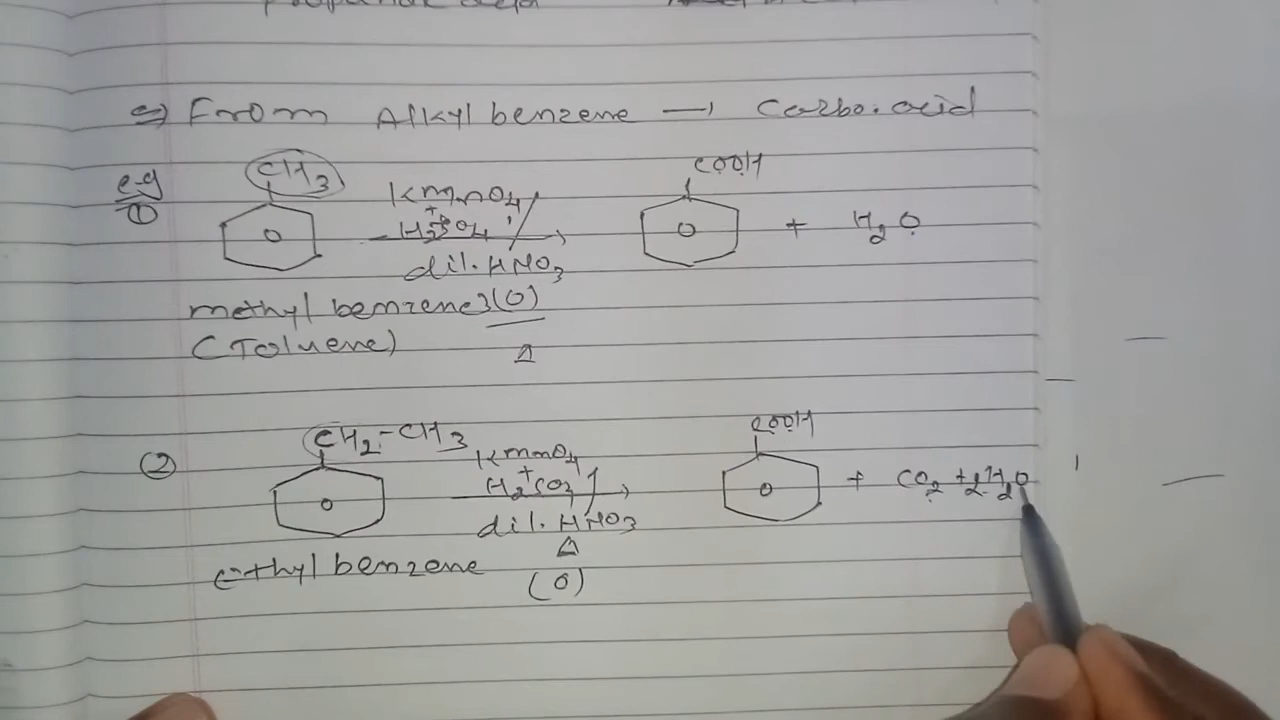 ⇒ From Alkyl benzene → Carbo. acid
e.g ① CH3 KMnO4 / COOH
+
H2SO4 + H2O
dil. HNO3
methyl benzene 3(O)
(Toluene) Δ
② CH2-CH3 KMnO4 COOH
+
H2SO4 / + CO2 + 2H2O
dil. HNO3
Δ
ethyl benzene (O)